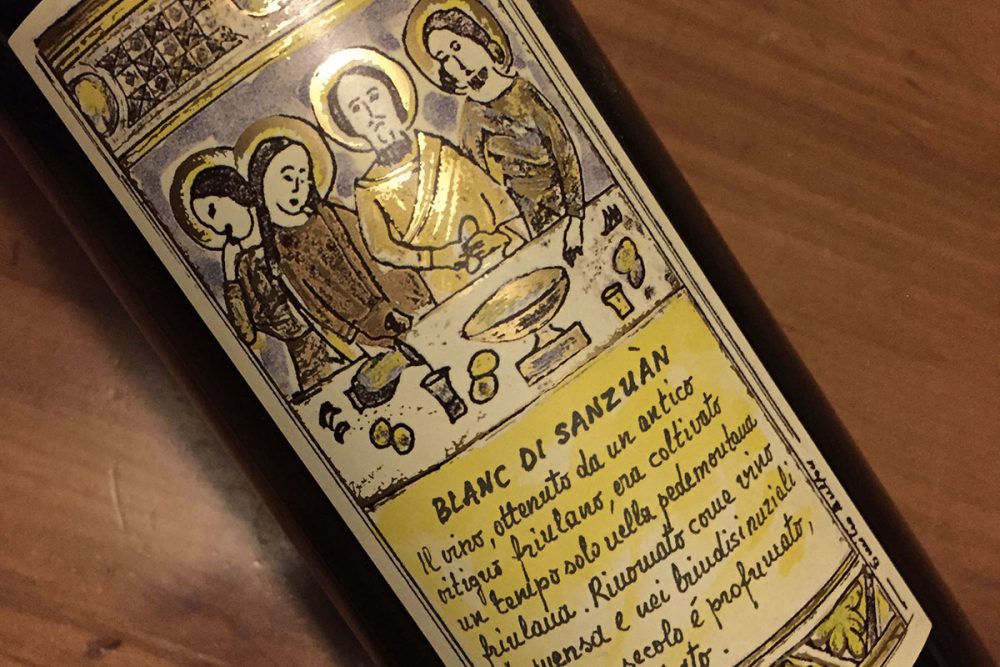 BLANC DI SANZUÀN
Il vino, ottenuto da un antico
vitigno friulano, era coltivato
un tempo solo nella pedemontana
friulana. Rinomato come vino
mensa e nei brindisi nuziali
secolo é profumato,